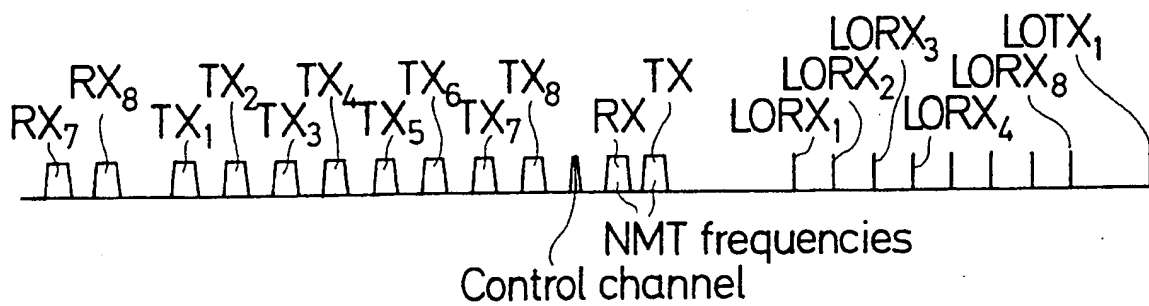 RX₇ RX₈ TX₁ TX₂ TX₃ TX₄ TX₅ TX₆ TX₇ TX₈ RX TX LORX₁ LORX₂ LORX₃ LORX₄ LORX₈ LOTX₁
NMT frequencies
Control channel